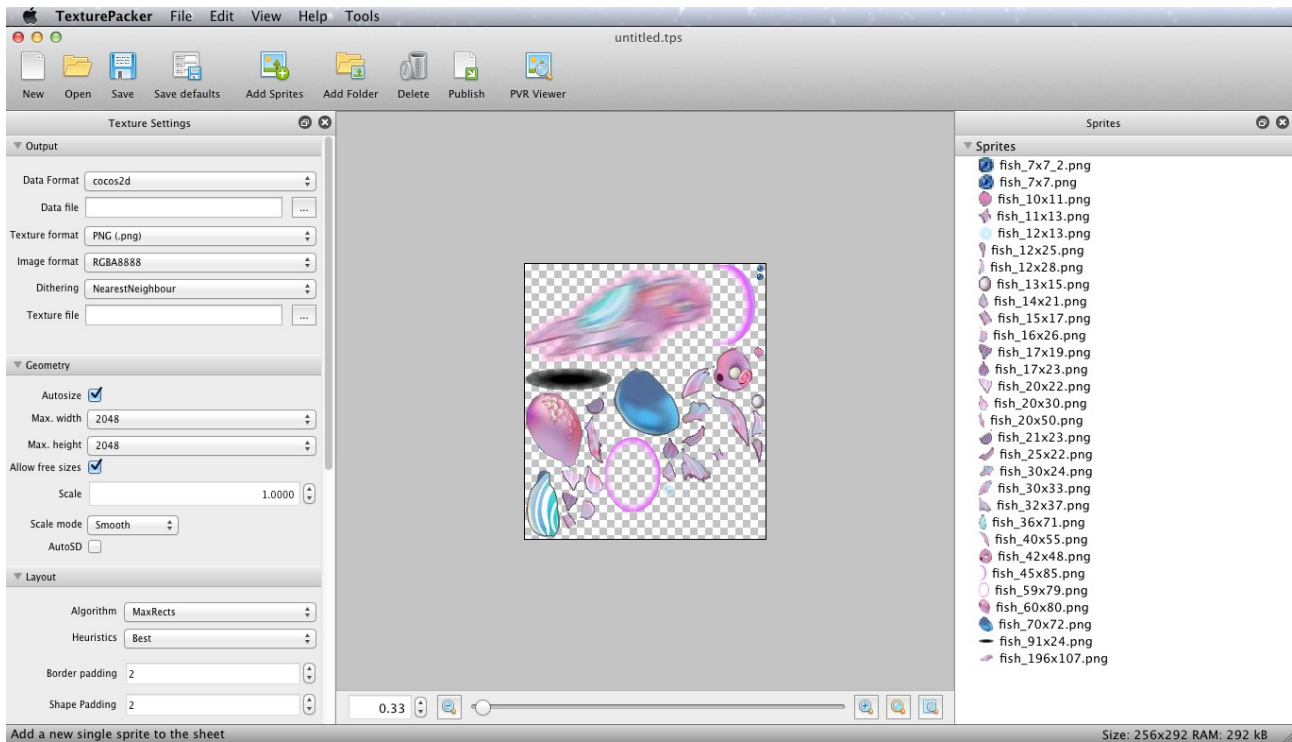 TexturePacker File Edit View Help Tools
untitled.tps
New Open Save Save defaults Add Sprites Add Folder Delete Publish PVR Viewer
Texture Settings
Output
Data Format cocos2d
Data file ...
Texture format PNG (.png)
Image format RGBA8888
Dithering NearestNeighbour
Texture file ...
Geometry
Autosize
Max. width 2048
Max. height 2048
Allow free sizes
Scale 1.0000
Scale mode Smooth
AutoSD
Layout
Algorithm MaxRects
Heuristics Best
Border padding 2
Shape Padding 2
0.33
Sprites
Sprites
fish_7x7_2.png
fish_7x7.png
fish_10x11.png
fish_11x13.png
fish_12x13.png
fish_12x25.png
fish_12x28.png
fish_13x15.png
fish_14x21.png
fish_15x17.png
fish_16x26.png
fish_17x19.png
fish_17x23.png
fish_20x22.png
fish_20x30.png
fish_20x50.png
fish_21x23.png
fish_25x22.png
fish_30x24.png
fish_30x33.png
fish_32x37.png
fish_36x71.png
fish_40x55.png
fish_42x48.png
fish_45x85.png
fish_59x79.png
fish_60x80.png
fish_70x72.png
fish_91x24.png
fish_196x107.png
Add a new single sprite to the sheet
Size: 256x292 RAM: 292 kB